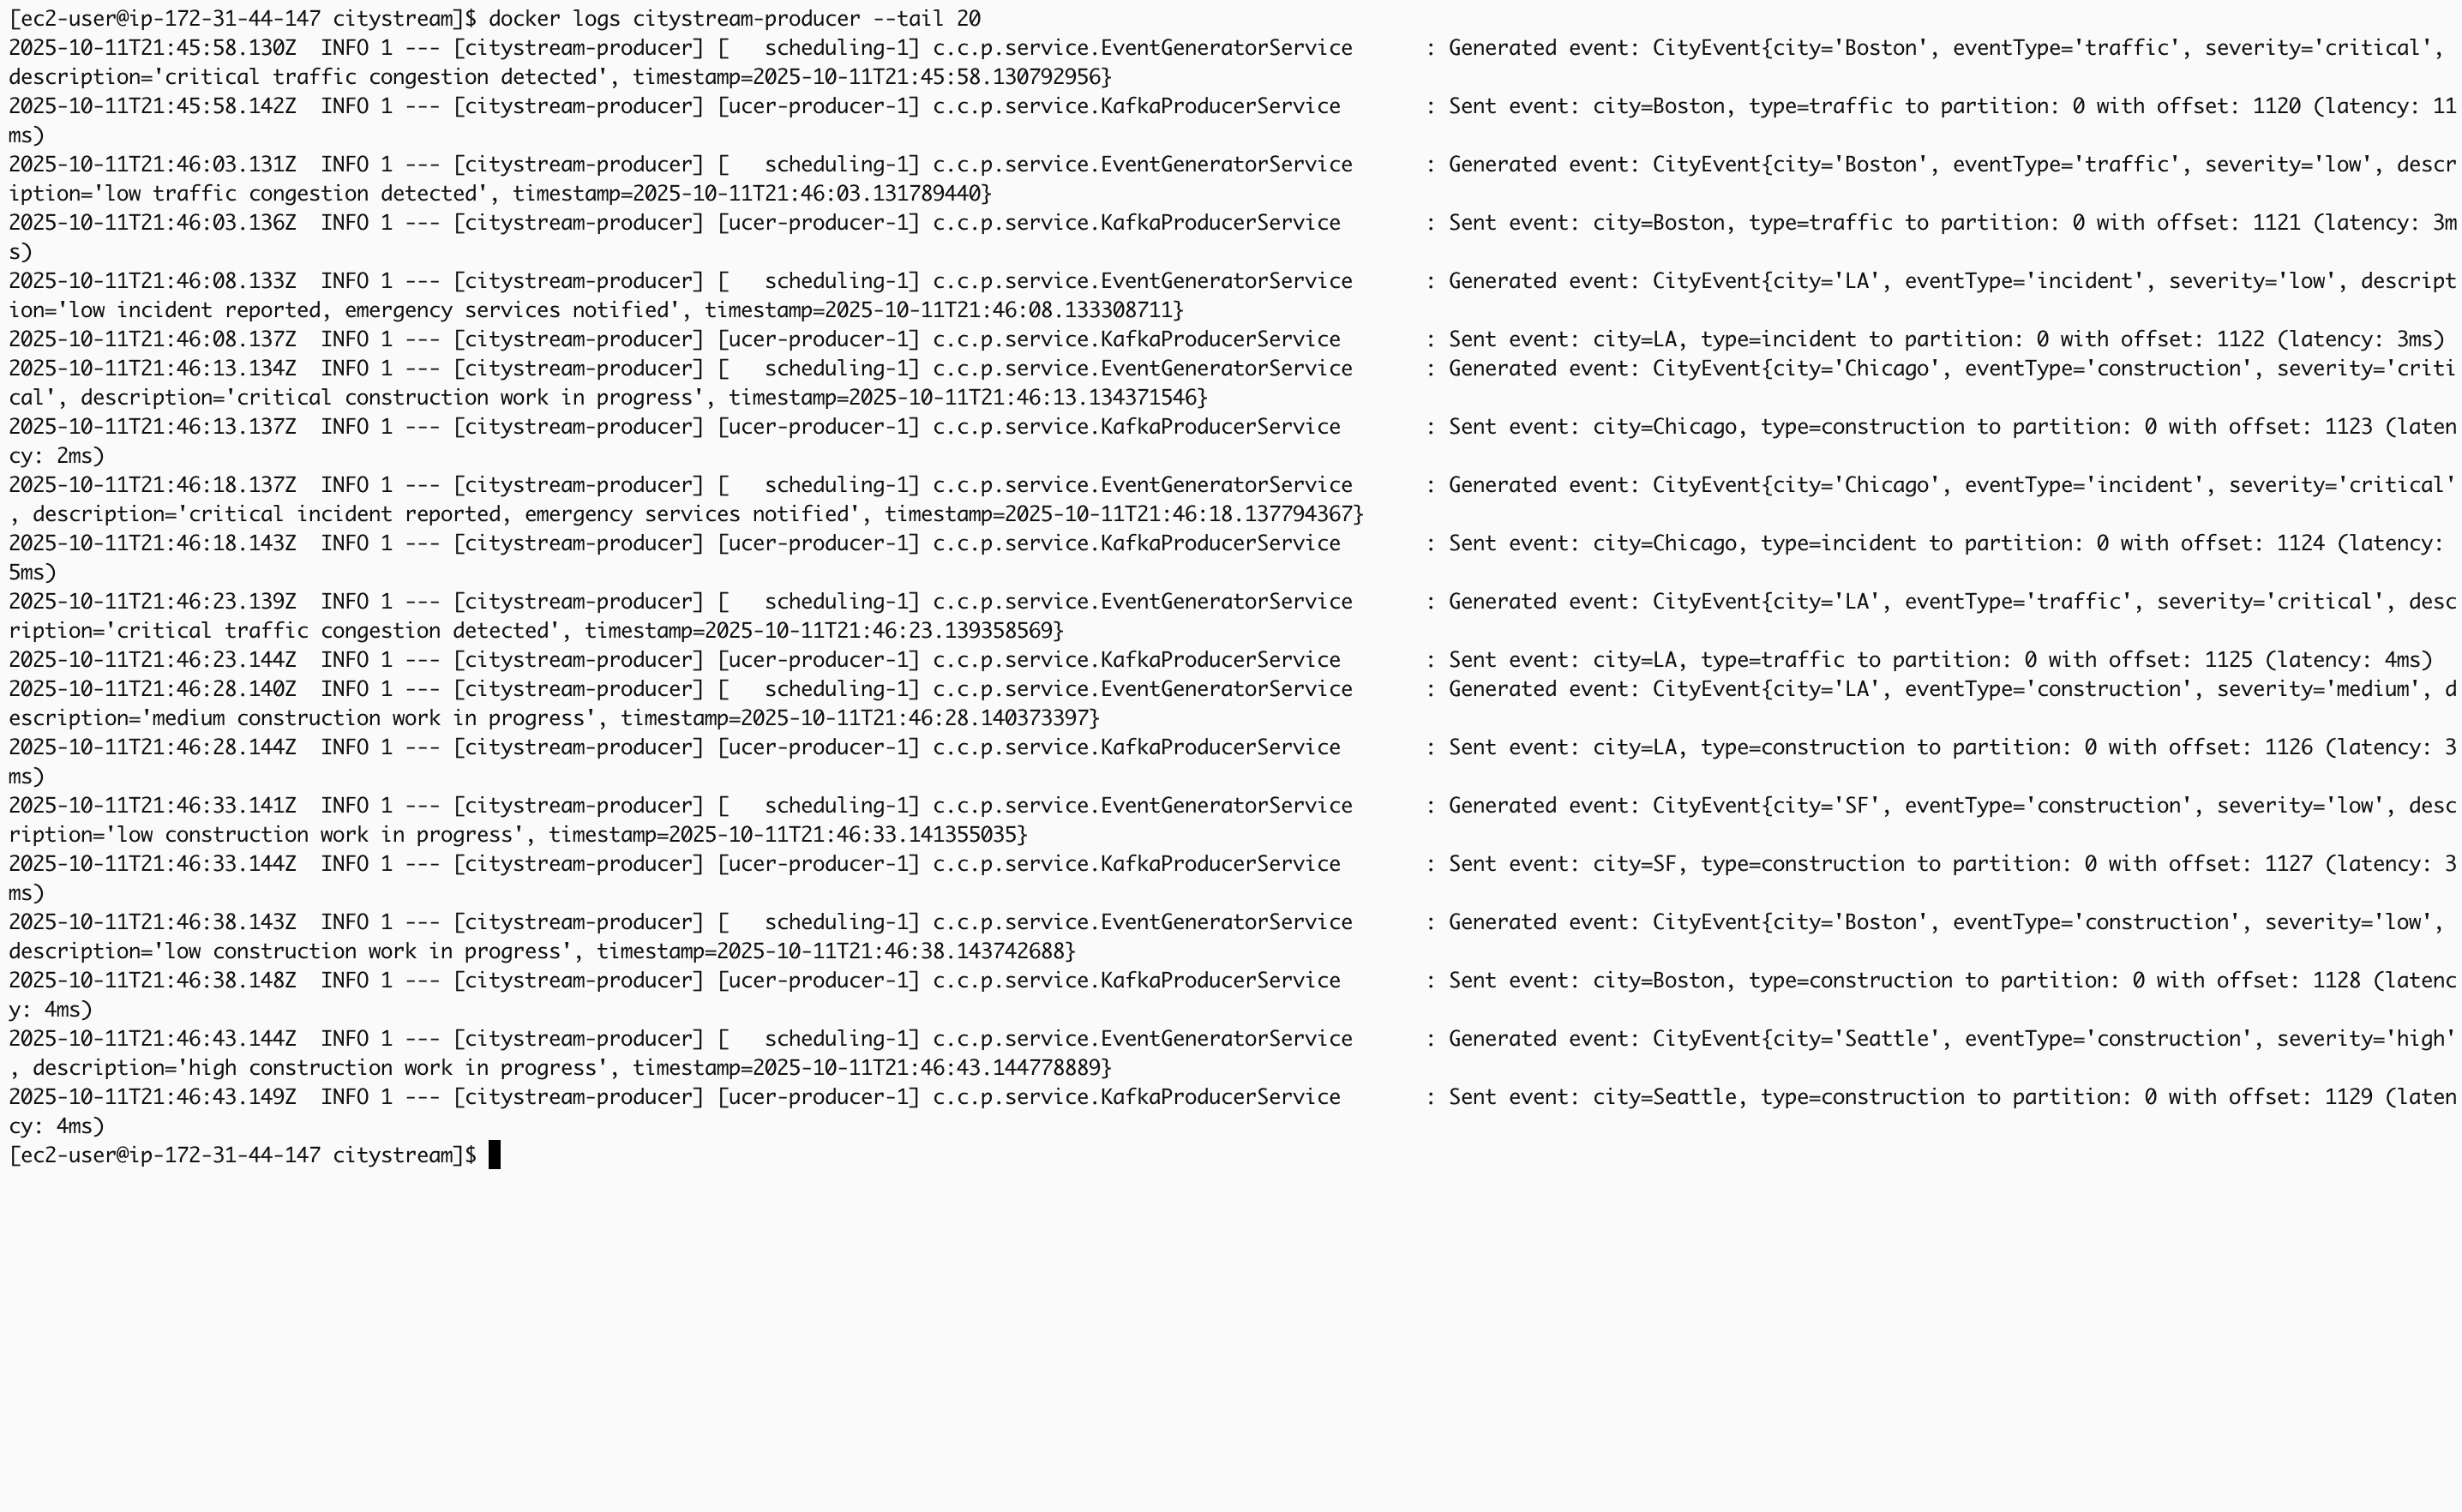 [ec2-user@ip-172-31-44-147 citystream]$ docker logs citystream-producer --tail 20
2025-10-11T21:45:58.130Z  INFO 1 --- [citystream-producer] [   scheduling-1] c.c.p.service.EventGeneratorService      : Generated event: CityEvent{city='Boston', eventType='traffic', severity='critical',
description='critical traffic congestion detected', timestamp=2025-10-11T21:45:58.130792956}
2025-10-11T21:45:58.142Z  INFO 1 --- [citystream-producer] [ucer-producer-1] c.c.p.service.KafkaProducerService       : Sent event: city=Boston, type=traffic to partition: 0 with offset: 1120 (latency: 11
ms)
2025-10-11T21:46:03.131Z  INFO 1 --- [citystream-producer] [   scheduling-1] c.c.p.service.EventGeneratorService      : Generated event: CityEvent{city='Boston', eventType='traffic', severity='low', descr
iption='low traffic congestion detected', timestamp=2025-10-11T21:46:03.131789440}
2025-10-11T21:46:03.136Z  INFO 1 --- [citystream-producer] [ucer-producer-1] c.c.p.service.KafkaProducerService       : Sent event: city=Boston, type=traffic to partition: 0 with offset: 1121 (latency: 3m
s)
2025-10-11T21:46:08.133Z  INFO 1 --- [citystream-producer] [   scheduling-1] c.c.p.service.EventGeneratorService      : Generated event: CityEvent{city='LA', eventType='incident', severity='low', descript
ion='low incident reported, emergency services notified', timestamp=2025-10-11T21:46:08.133308711}
2025-10-11T21:46:08.137Z  INFO 1 --- [citystream-producer] [ucer-producer-1] c.c.p.service.KafkaProducerService       : Sent event: city=LA, type=incident to partition: 0 with offset: 1122 (latency: 3ms)
2025-10-11T21:46:13.134Z  INFO 1 --- [citystream-producer] [   scheduling-1] c.c.p.service.EventGeneratorService      : Generated event: CityEvent{city='Chicago', eventType='construction', severity='criti
cal', description='critical construction work in progress', timestamp=2025-10-11T21:46:13.134371546}
2025-10-11T21:46:13.137Z  INFO 1 --- [citystream-producer] [ucer-producer-1] c.c.p.service.KafkaProducerService       : Sent event: city=Chicago, type=construction to partition: 0 with offset: 1123 (laten
cy: 2ms)
2025-10-11T21:46:18.137Z  INFO 1 --- [citystream-producer] [   scheduling-1] c.c.p.service.EventGeneratorService      : Generated event: CityEvent{city='Chicago', eventType='incident', severity='critical'
, description='critical incident reported, emergency services notified', timestamp=2025-10-11T21:46:18.137794367}
2025-10-11T21:46:18.143Z  INFO 1 --- [citystream-producer] [ucer-producer-1] c.c.p.service.KafkaProducerService       : Sent event: city=Chicago, type=incident to partition: 0 with offset: 1124 (latency:
5ms)
2025-10-11T21:46:23.139Z  INFO 1 --- [citystream-producer] [   scheduling-1] c.c.p.service.EventGeneratorService      : Generated event: CityEvent{city='LA', eventType='traffic', severity='critical', desc
ription='critical traffic congestion detected', timestamp=2025-10-11T21:46:23.139358569}
2025-10-11T21:46:23.144Z  INFO 1 --- [citystream-producer] [ucer-producer-1] c.c.p.service.KafkaProducerService       : Sent event: city=LA, type=traffic to partition: 0 with offset: 1125 (latency: 4ms)
2025-10-11T21:46:28.140Z  INFO 1 --- [citystream-producer] [   scheduling-1] c.c.p.service.EventGeneratorService      : Generated event: CityEvent{city='LA', eventType='construction', severity='medium', d
escription='medium construction work in progress', timestamp=2025-10-11T21:46:28.140373397}
2025-10-11T21:46:28.144Z  INFO 1 --- [citystream-producer] [ucer-producer-1] c.c.p.service.KafkaProducerService       : Sent event: city=LA, type=construction to partition: 0 with offset: 1126 (latency: 3
ms)
2025-10-11T21:46:33.141Z  INFO 1 --- [citystream-producer] [   scheduling-1] c.c.p.service.EventGeneratorService      : Generated event: CityEvent{city='SF', eventType='construction', severity='low', desc
ription='low construction work in progress', timestamp=2025-10-11T21:46:33.141355035}
2025-10-11T21:46:33.144Z  INFO 1 --- [citystream-producer] [ucer-producer-1] c.c.p.service.KafkaProducerService       : Sent event: city=SF, type=construction to partition: 0 with offset: 1127 (latency: 3
ms)
2025-10-11T21:46:38.143Z  INFO 1 --- [citystream-producer] [   scheduling-1] c.c.p.service.EventGeneratorService      : Generated event: CityEvent{city='Boston', eventType='construction', severity='low',
description='low construction work in progress', timestamp=2025-10-11T21:46:38.143742688}
2025-10-11T21:46:38.148Z  INFO 1 --- [citystream-producer] [ucer-producer-1] c.c.p.service.KafkaProducerService       : Sent event: city=Boston, type=construction to partition: 0 with offset: 1128 (latenc
y: 4ms)
2025-10-11T21:46:43.144Z  INFO 1 --- [citystream-producer] [   scheduling-1] c.c.p.service.EventGeneratorService      : Generated event: CityEvent{city='Seattle', eventType='construction', severity='high'
, description='high construction work in progress', timestamp=2025-10-11T21:46:43.144778889}
2025-10-11T21:46:43.149Z  INFO 1 --- [citystream-producer] [ucer-producer-1] c.c.p.service.KafkaProducerService       : Sent event: city=Seattle, type=construction to partition: 0 with offset: 1129 (laten
cy: 4ms)
[ec2-user@ip-172-31-44-147 citystream]$